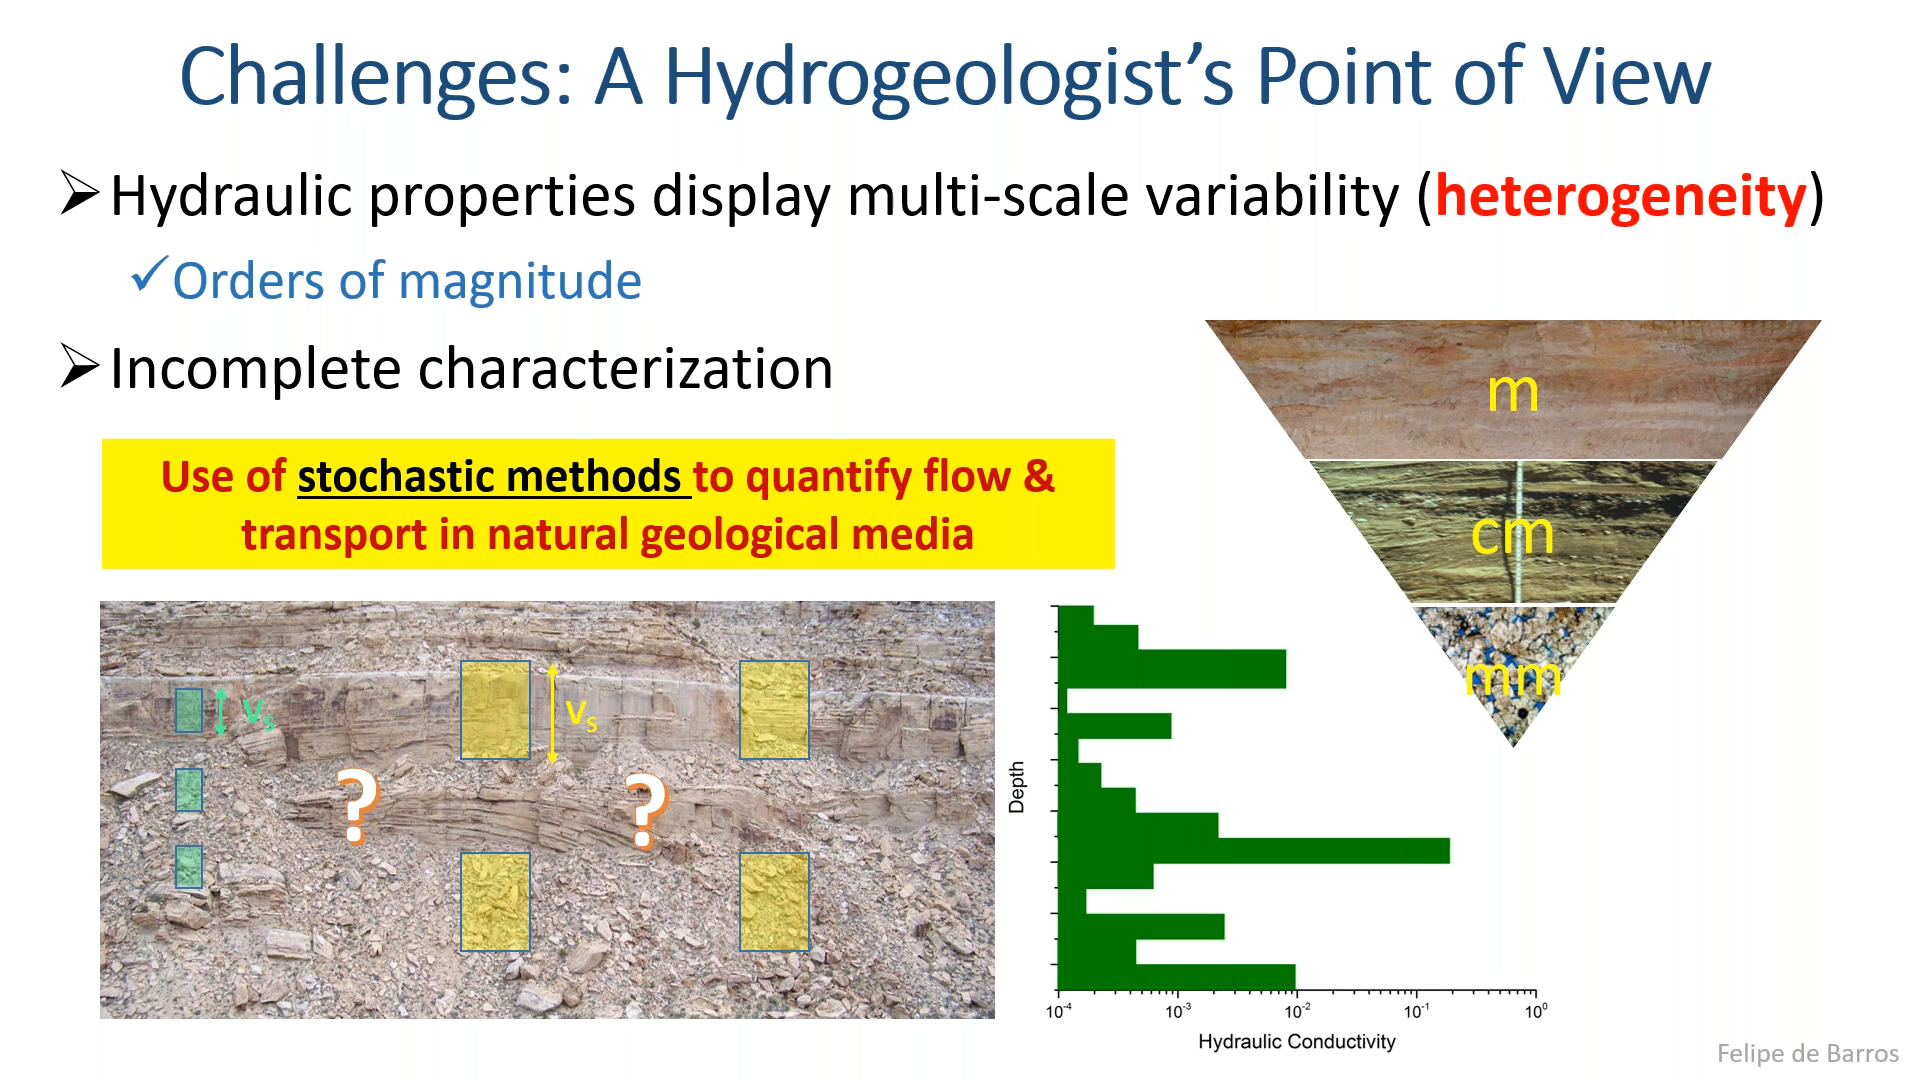 Challenges: A Hydrogeologist’s Point of View
Hydraulic properties display multi-scale variability (heterogeneity)
Orders of magnitude
Incomplete characterization
Use of stochastic methods to quantify flow &
transport in natural geological media
m
cm
mm
Vs
Vs
?
?
Depth
10⁻⁴ 10⁻³ 10⁻² 10⁻¹ 10⁰
Hydraulic Conductivity
Felipe de Barros